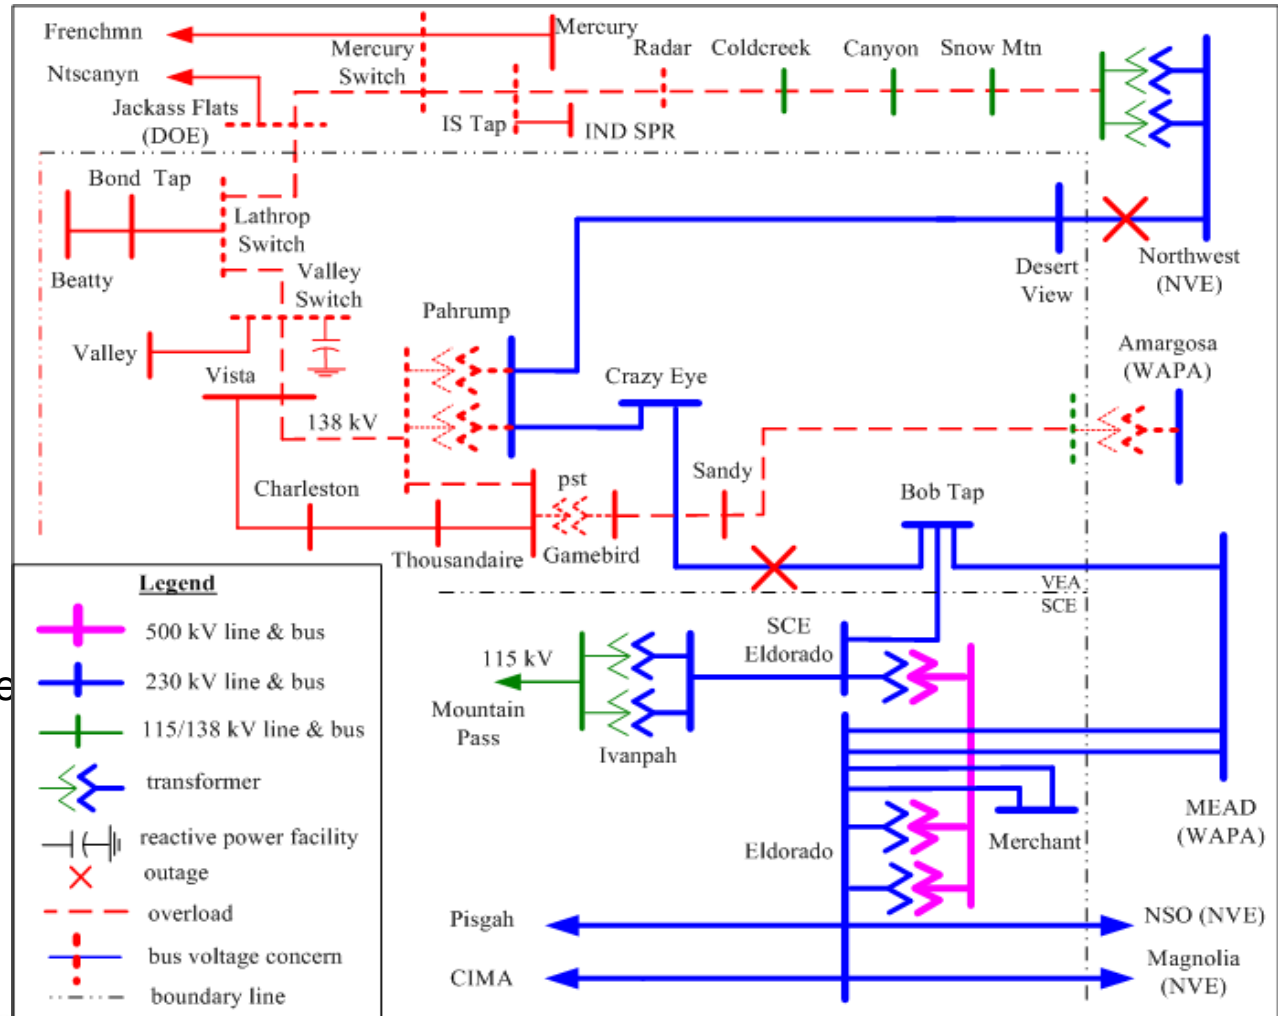 Frenchmn
Mercury
Mercury
Switch
Radar
Coldcreek
Canyon
Snow Mtn
Ntscanyn
Jackass Flats
(DOE)
IS Tap
IND SPR
Bond Tap
Lathrop
Switch
Beatty
Valley
Switch
Desert
View
Northwest
(NVE)
Pahrump
Valley
Vista
Crazy Eye
Amargosa
(WAPA)
138 kV
Charleston
pst
Sandy
Bob Tap
Thousandaire
Gamebird
VEA
SCE
Legend
500 kV line & bus
230 kV line & bus
115/138 kV line & bus
transformer
reactive power facility
outage
overload
bus voltage concern
boundary line
e
SCE
Eldorado
115 kV
Mountain
Pass
Ivanpah
MEAD
(WAPA)
Merchant
Eldorado
Pisgah
NSO (NVE)
CIMA
Magnolia
(NVE)